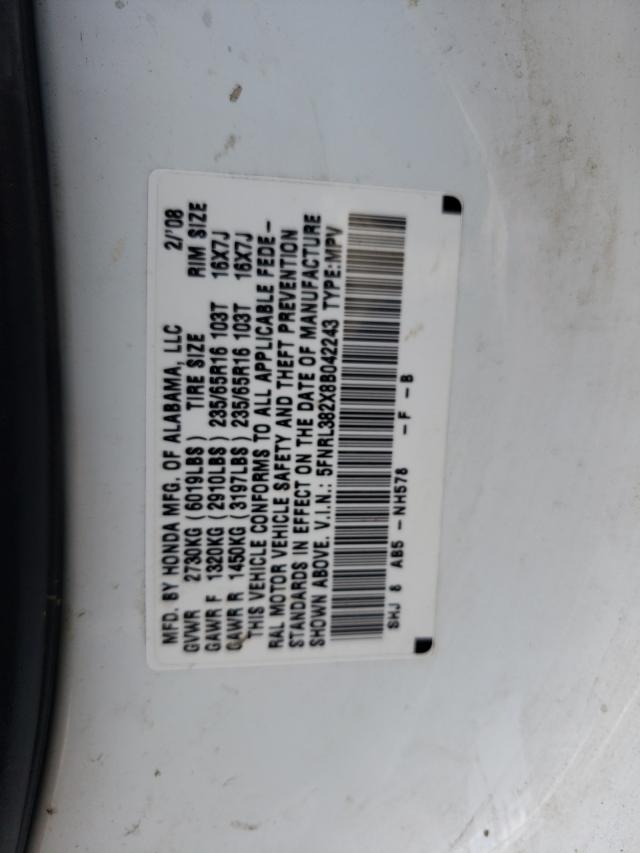 MFD. BY HONDA MFG. OF ALABAMA, LLC 2/'08
GVWR 2730KG (6019LBS) TIRE SIZE RIM SIZE
GAWR F 1320KG (2910LBS) 235/65R16 103T 16X7J
GAWR R 1450KG (3197LBS) 235/65R16 103T 16X7J
THIS VEHICLE CONFORMS TO ALL APPLICABLE FEDE-
RAL MOTOR VEHICLE SAFETY AND THEFT PREVENTION
STANDARDS IN EFFECT ON THE DATE OF MANUFACTURE
SHOWN ABOVE. V.I.N.: 5FNRL382X8B042243 TYPE:MPV
SHJ 8 AB5 -NH578 -F -B